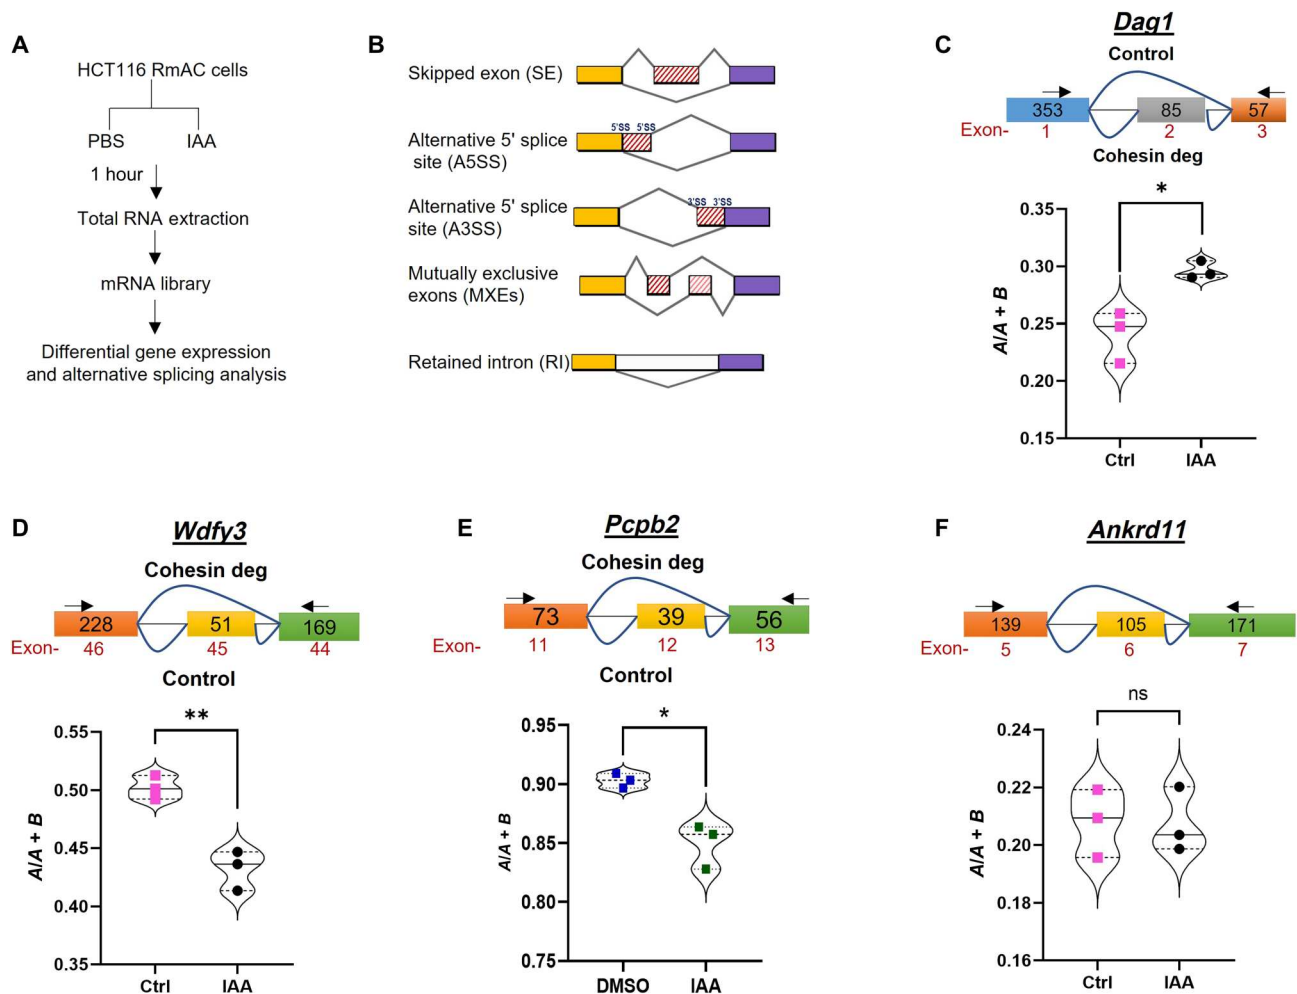 A
HCT116 RmAC cells
PBS IAA
1 hour
Total RNA extraction
mRNA library
Differential gene expression
and alternative splicing analysis
B
Skipped exon (SE)
5'SS 5'SS
Alternative 5' splice
site (A5SS)
3'SS 3'SS
Alternative 5' splice
site (A3SS)
Mutually exclusive
exons (MXEs)
Retained intron (RI)
C
Dag1
Control
353 85 57
Exon- 1 2 3
Cohesin deg
*
0.35
0.30
0.25
0.20
0.15
A/A + B
Ctrl IAA
D
Wdfy3
Cohesin deg
228 51 169
Exon- 46 45 44
Control
**
0.55
0.50
0.45
0.40
0.35
A/A + B
Ctrl IAA
E
Pcpb2
Cohesin deg
73 39 56
Exon- 11 12 13
Control
*
0.95
0.90
0.85
0.80
0.75
A/A + B
DMSO IAA
F
Ankrd11
139 105 171
Exon- 5 6 7
ns
0.24
0.22
0.20
0.18
0.16
A/A + B
Ctrl IAA